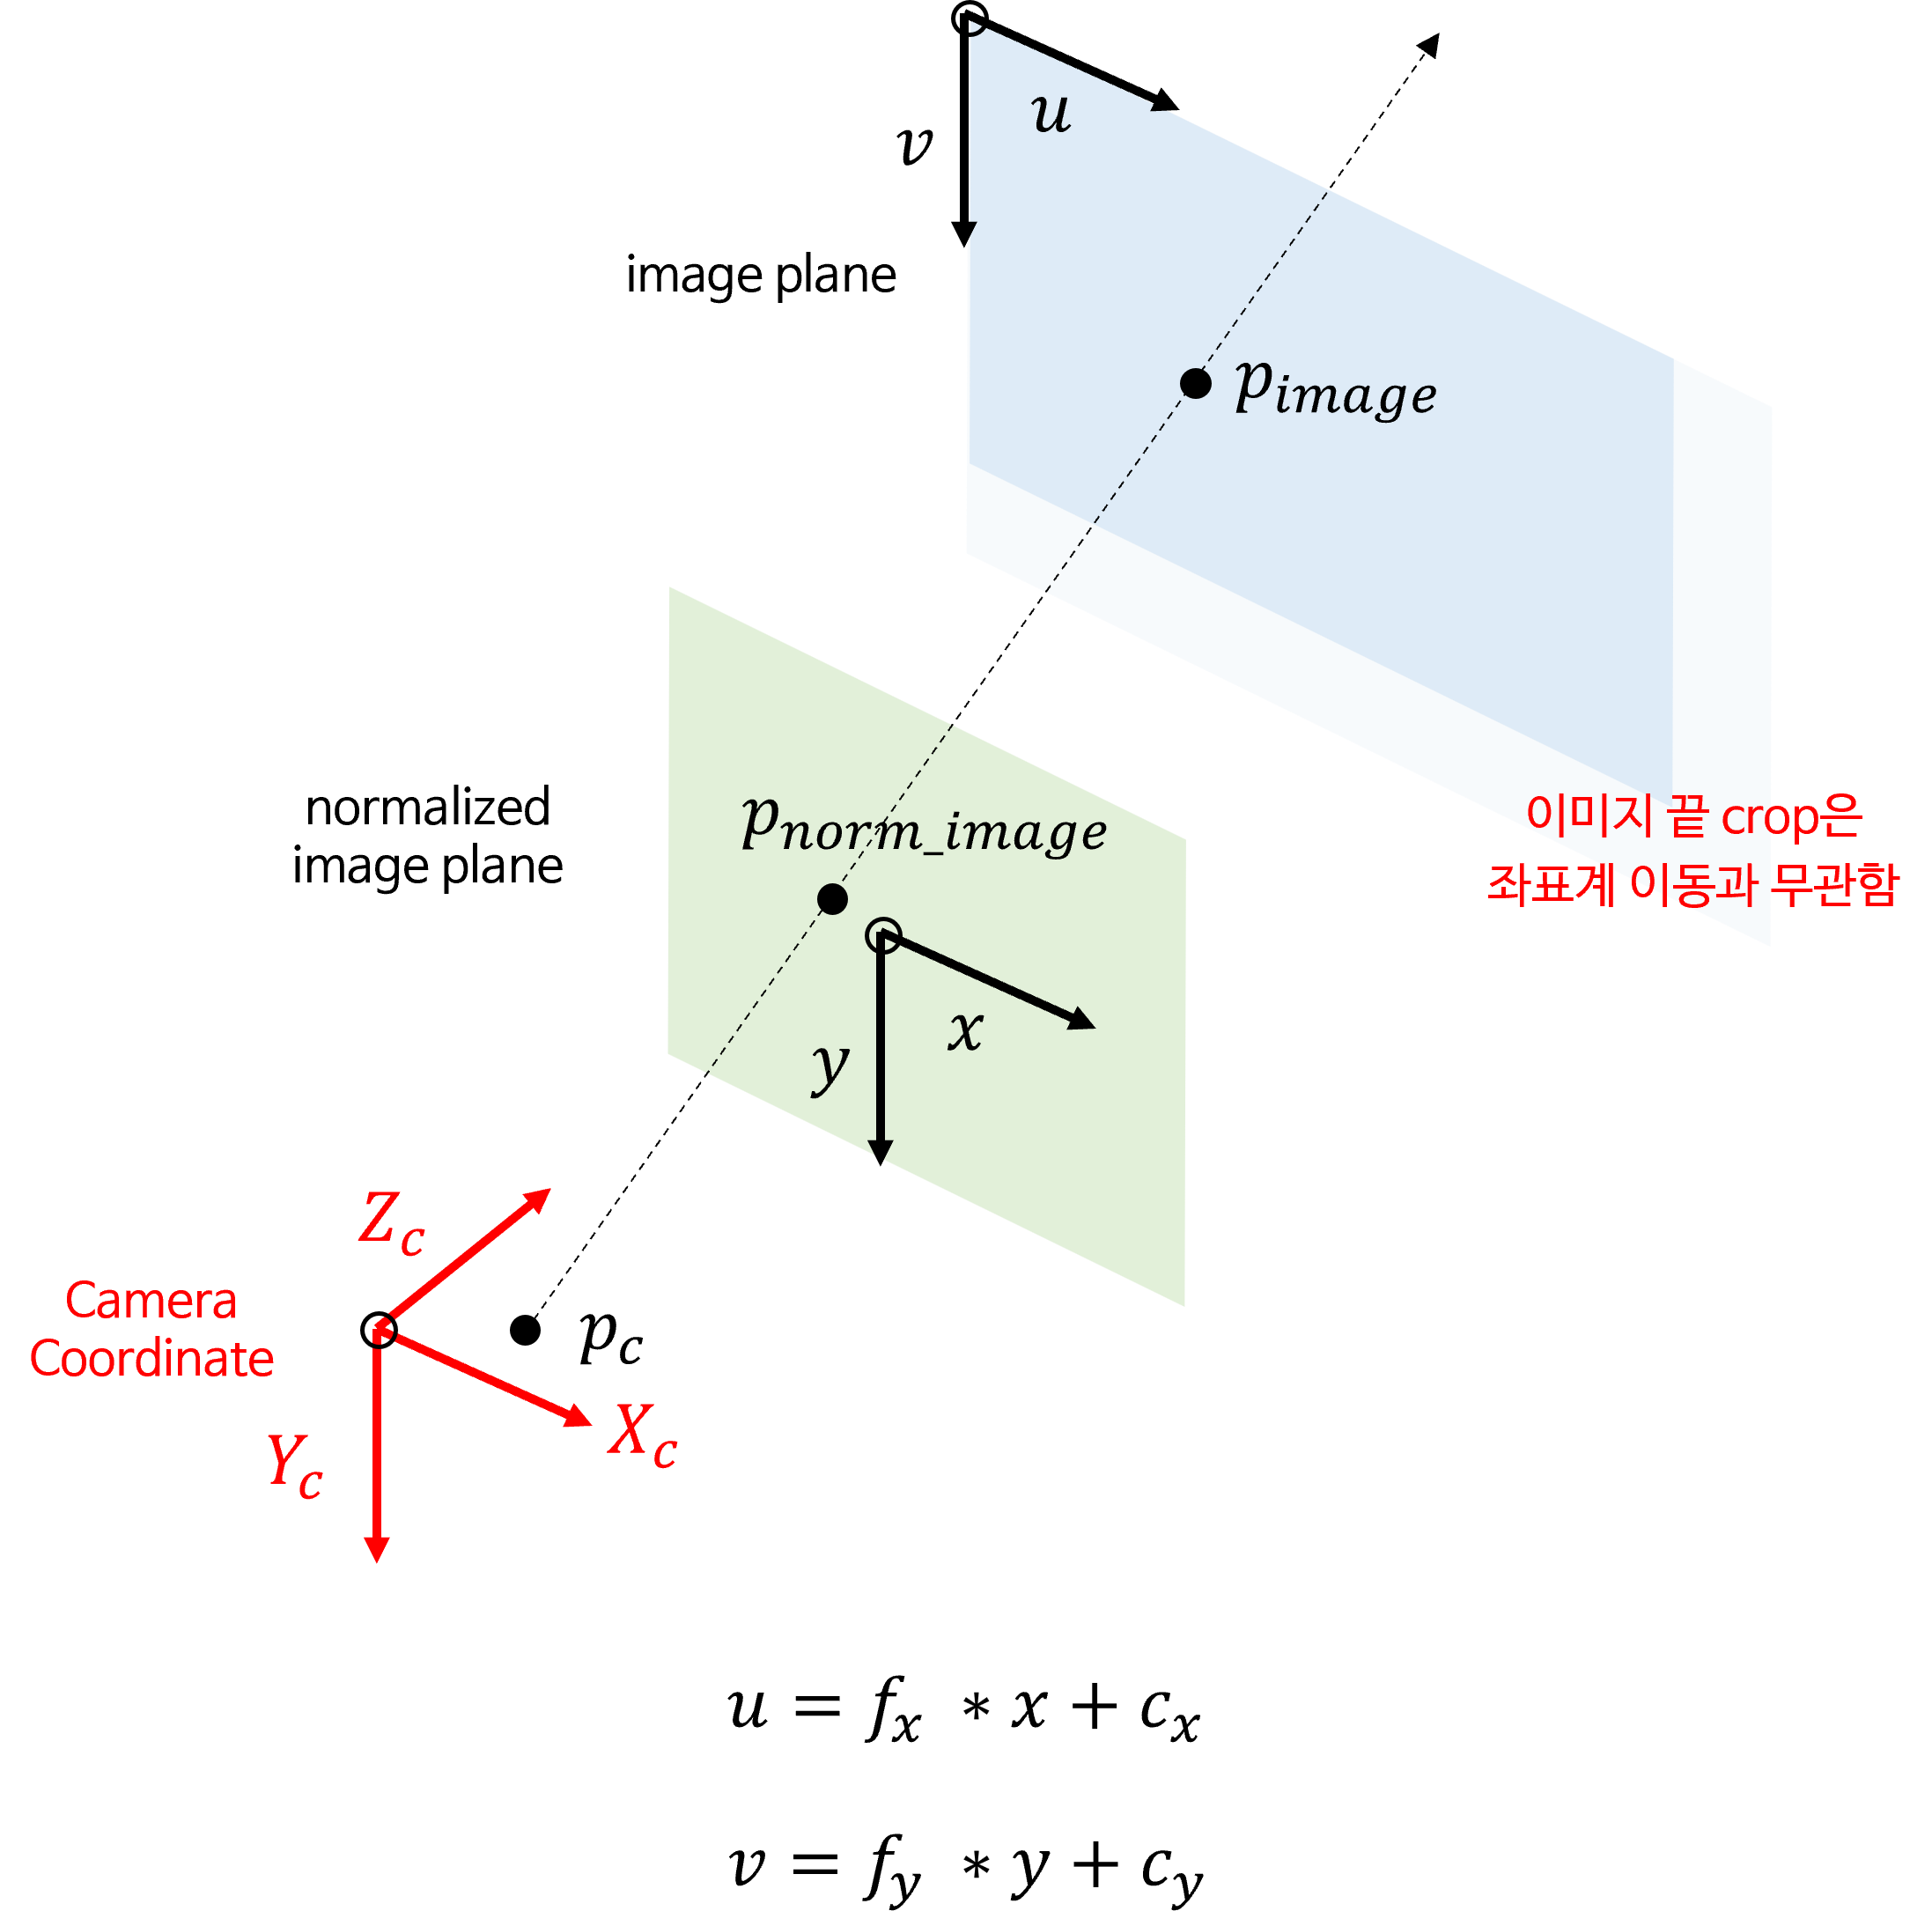 u
v
image plane
p_image
normalized
image plane
p_norm_image
이미지 끝 crop은
좌표계 이동과 무관함
x
y
Z_c
Camera
Coordinate
p_c
X_c
Y_c
u = f_x * x + c_x
v = f_y * y + c_y